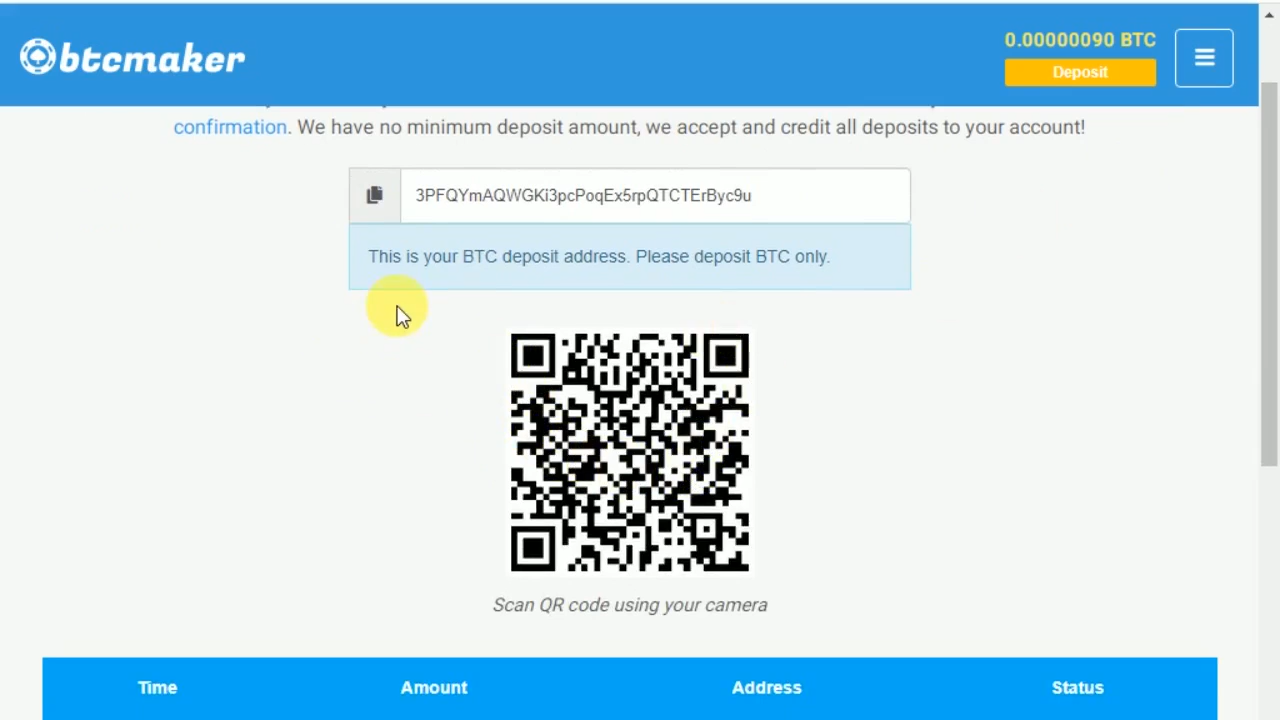 btcmaker
0.00000090 BTC
Deposit
confirmation. We have no minimum deposit amount, we accept and credit all deposits to your account!
3PFQYmAQWGKi3pcPoqEx5rpQTCTErByc9u
This is your BTC deposit address. Please deposit BTC only.
Scan QR code using your camera
Time Amount Address Status